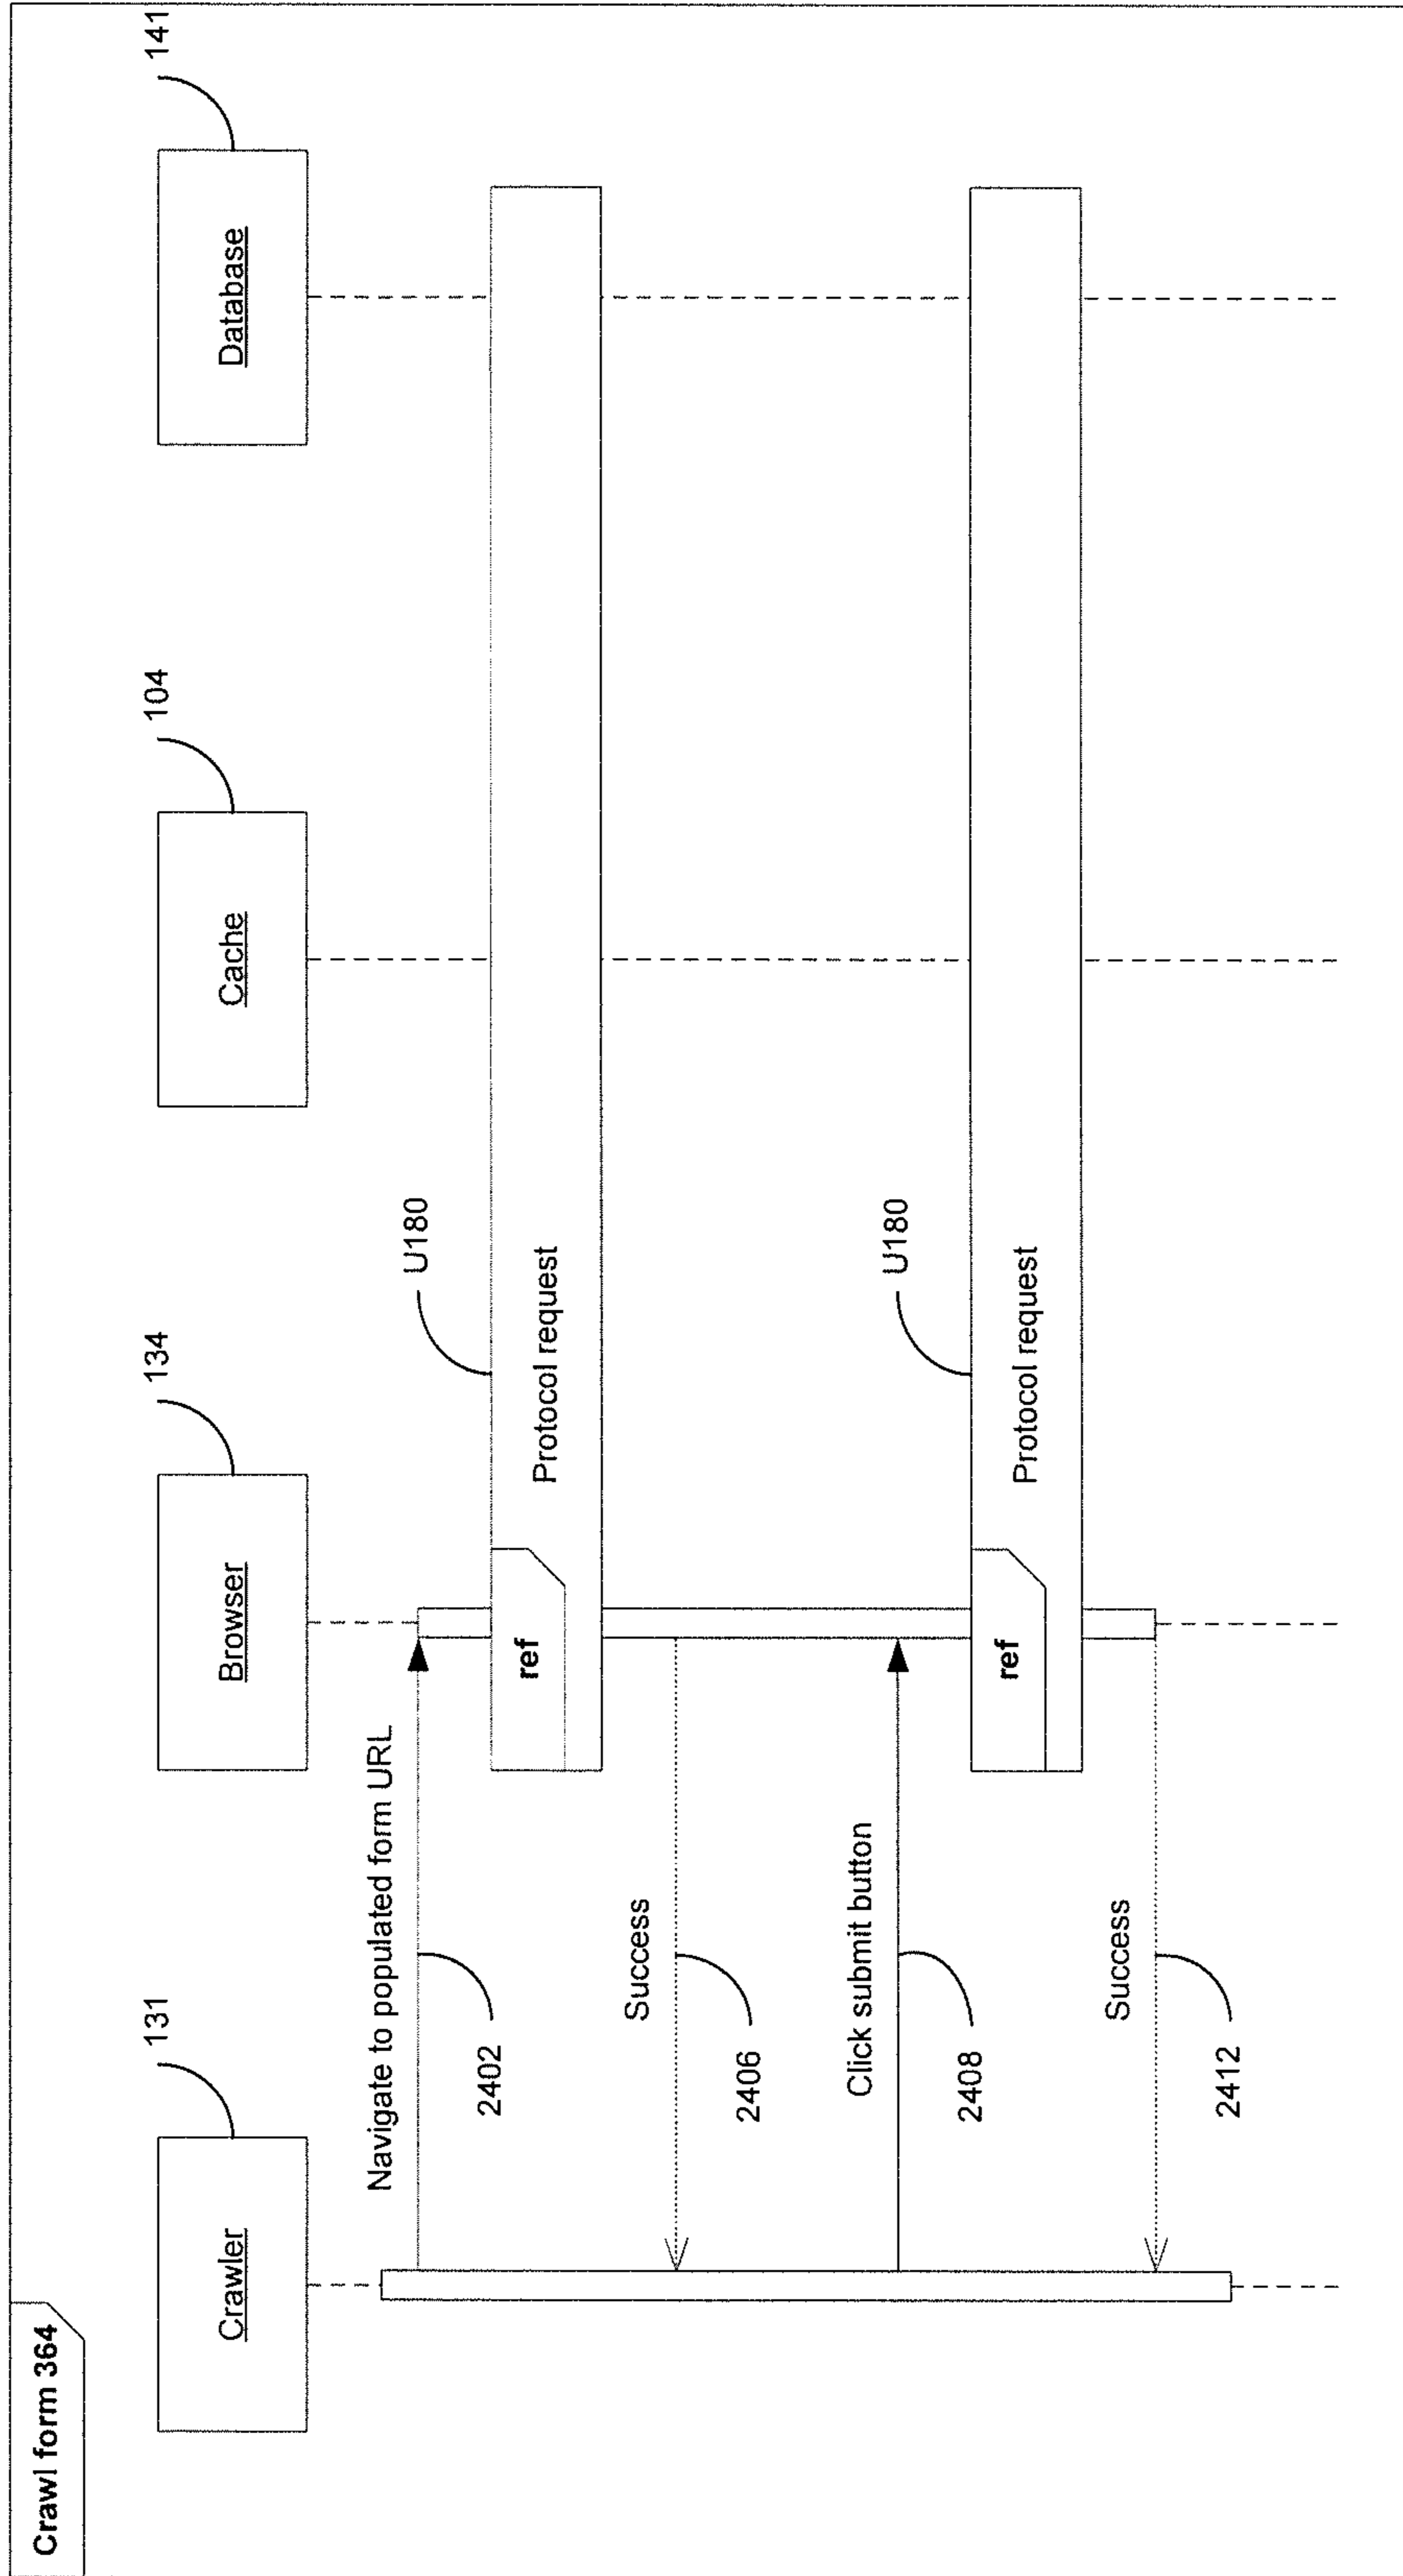 Crawl form 364
131
134
104
141
Crawler
Browser
Cache
Database
Navigate to populated form URL
2402
U180
ref
Protocol request
Success
2406
Click submit button
2408
U180
ref
Protocol request
Success
2412